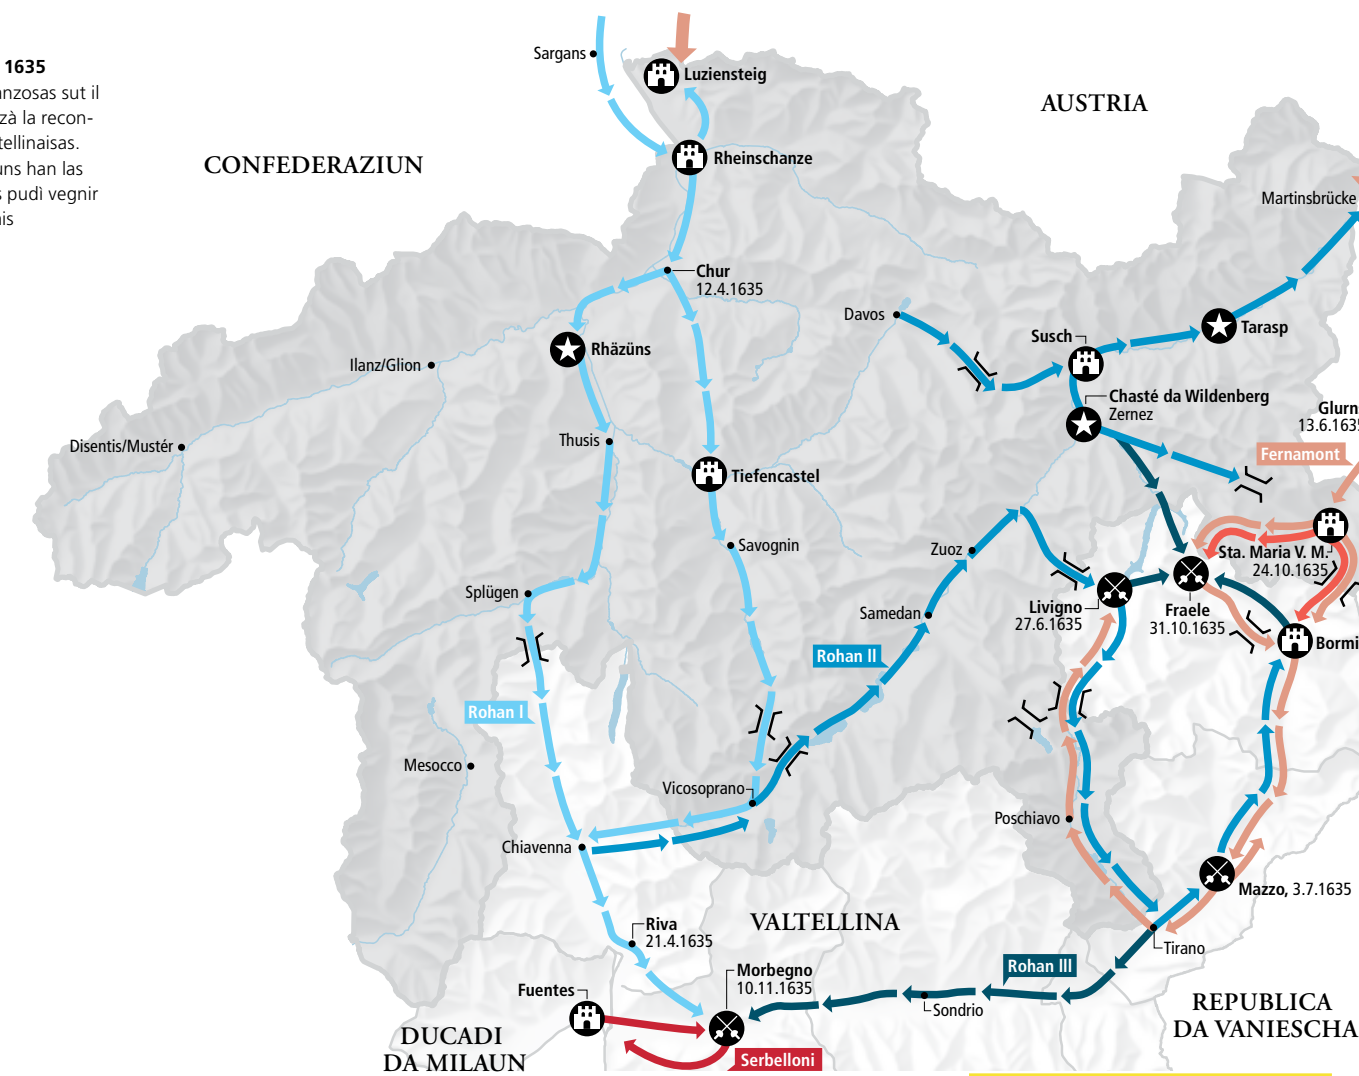 1635
anzosas sut il
zà la recon-
tellinaisas.
uns han las
s pudì vegnir
is
Sargans
Luziensteig
AUSTRIA
CONFEDERAZIUN
Rheinschanze
Martinsbrücke
Chur
12.4.1635
Davos
Susch
Tarasp
Rhäzüns
Ilanz/Glion
Chasté da Wildenberg
Zernez
Glurn
13.6.1635
Fernamont
Disentis/Mustér
Thusis
Tiefencastel
Savognin
Zuoz
Sta. Maria V. M.
24.10.1635
Splügen
Samedan
Livigno
27.6.1635
Fraele
31.10.1635
Bormi
Rohan II
Rohan I
Mesocco
Vicosoprano
Poschiavo
Chiavenna
Mazzo, 3.7.1635
Riva
21.4.1635
VALTELLINA
Tirano
Rohan III
Morbegno
10.11.1635
Fuentes
Sondrio
REPUBLICA
DA VANIESCHA
DUCADI
DA MILAUN
Serbelloni